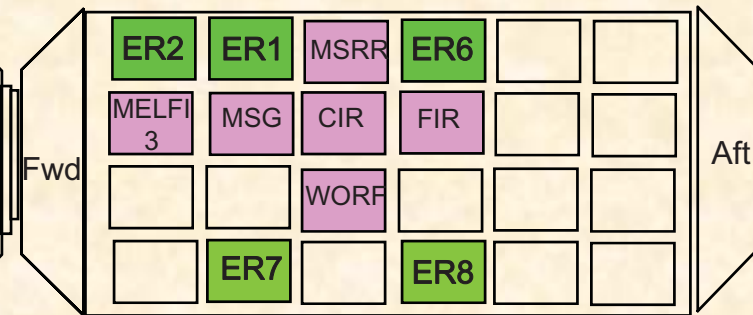 ER2 ER1 MSRR ER6
MELFI
3
MSG CIR FIR
Fwd
Aft
WORF
ER7 ER8